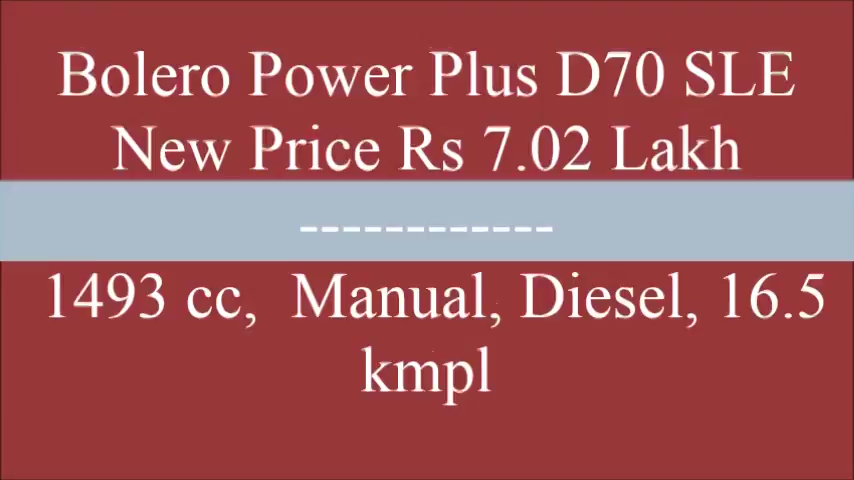 Bolero Power Plus D70 SLE
New Price Rs 7.02 Lakh
------------
1493 cc,  Manual, Diesel, 16.5
kmpl